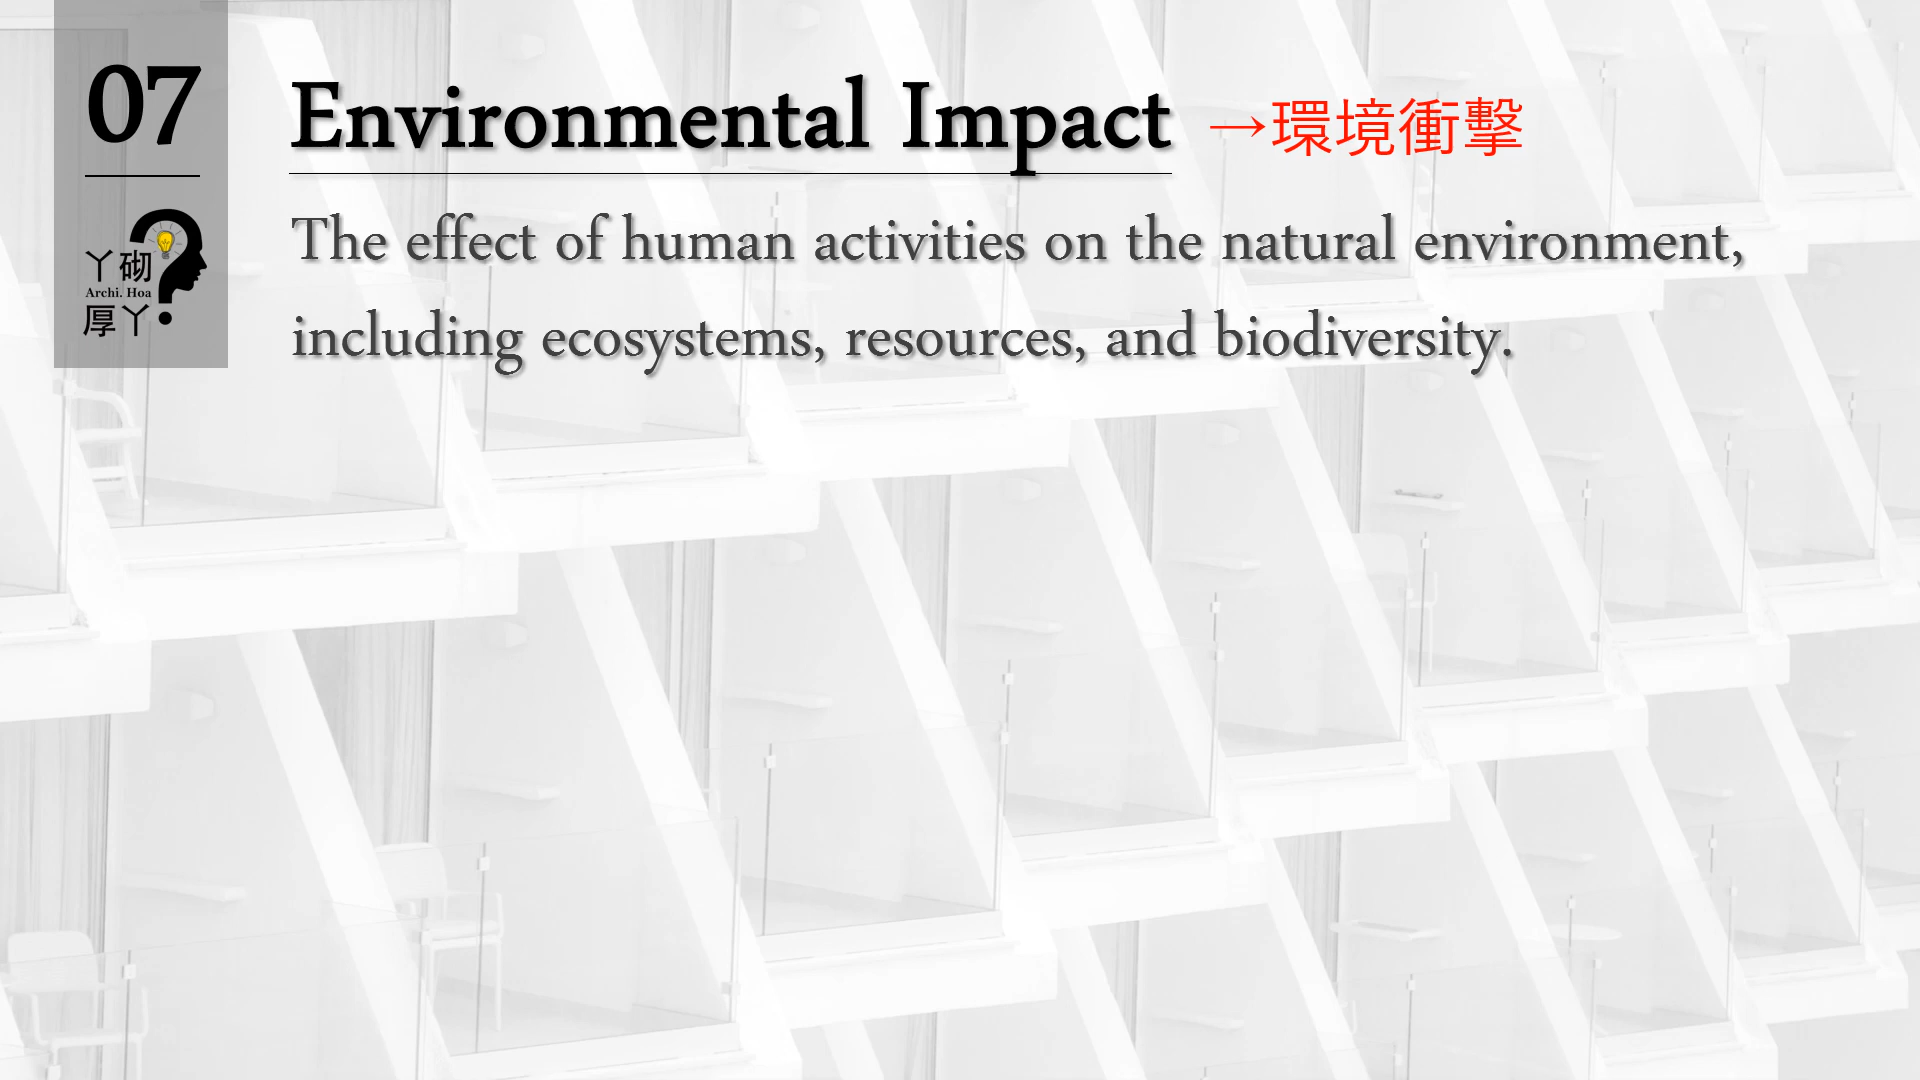 07
Environmental Impact →環境衝擊
The effect of human activities on the natural environment,
including ecosystems, resources, and biodiversity.
丫砌
Archi. Hoa
厚丫